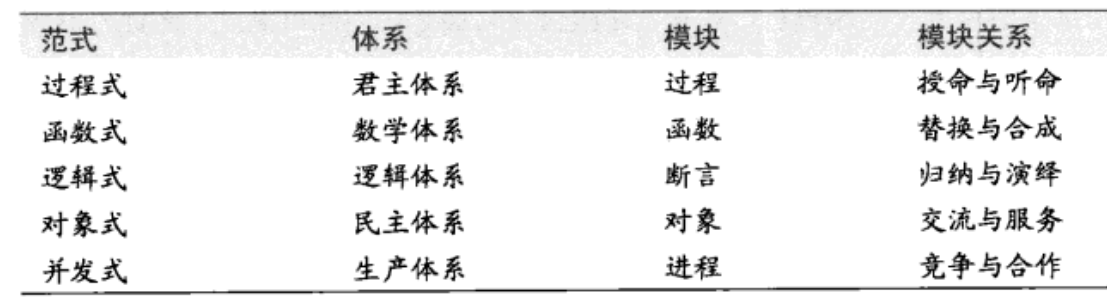 范式 体系 模块 模块关系
过程式 君主体系 过程 授命与听命
函数式 数学体系 函数 替换与合成
逻辑式 逻辑体系 断言 归纳与演绎
对象式 民主体系 对象 交流与服务
并发式 生产体系 进程 竞争与合作